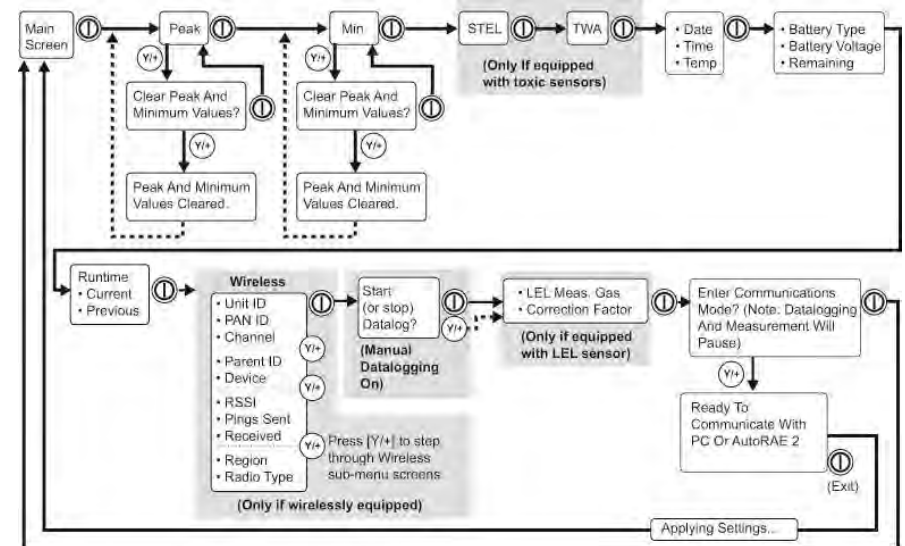 Main
Screen
Peak
Min
STEL
TWA
• Date
• Time
• Temp
• Battery Type
• Battery Voltage
• Remaining
(Only If equipped
with toxic sensors)
Y/+
Y/+
Clear Peak And
Minimum Values?
Clear Peak And
Minimum Values?
Y/+
Y/+
Peak And Minimum
Values Cleared.
Peak And Minimum
Values Cleared.
Runtime
• Current
• Previous
Wireless
• Unit ID
• PAN ID
• Channel
Y/+
• Parent ID
• Device
Y/+
• RSSI
• Pings Sent
• Received
Y/+
• Region
• Radio Type
Press [Y/+] to step
through Wireless
sub-menu screens
(Only if wirelessly equipped)
Start
(or stop)
Datalog?
Y/+
(Manual
Datalogging
On)
• LEL Meas. Gas
• Correction Factor
(Only if equipped
with LEL sensor)
Enter Communications
Mode? (Note: Datalogging
And Measurement Will
Pause)
Y/+
Ready To
Communicate With
PC Or AutoRAE 2
(Exit)
Applying Settings...